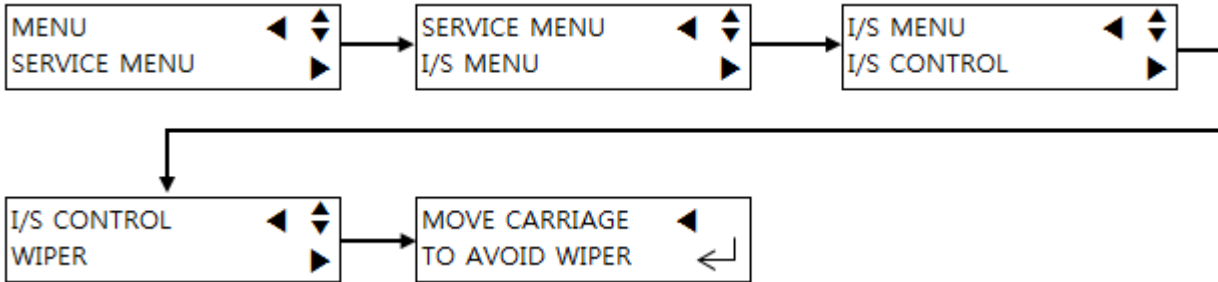 MENU
SERVICE MENU
SERVICE MENU
I/S MENU
I/S MENU
I/S CONTROL
I/S CONTROL
WIPER
MOVE CARRIAGE
TO AVOID WIPER